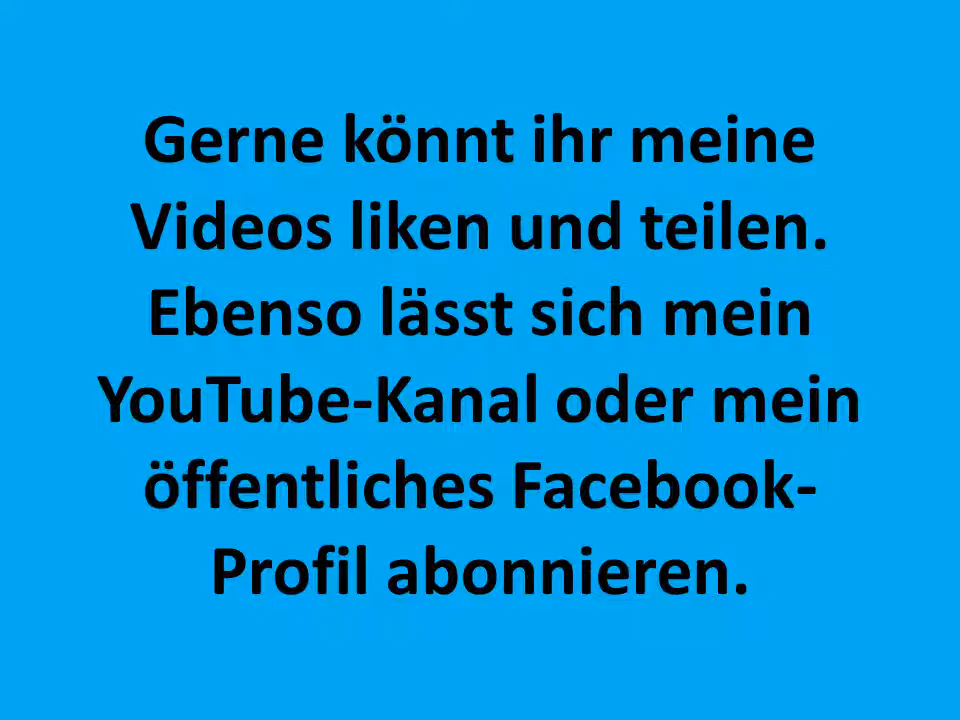 Gerne könnt ihr meine
Videos liken und teilen.
Ebenso lässt sich mein
YouTube-Kanal oder mein
öffentliches Facebook-
Profil abonnieren.